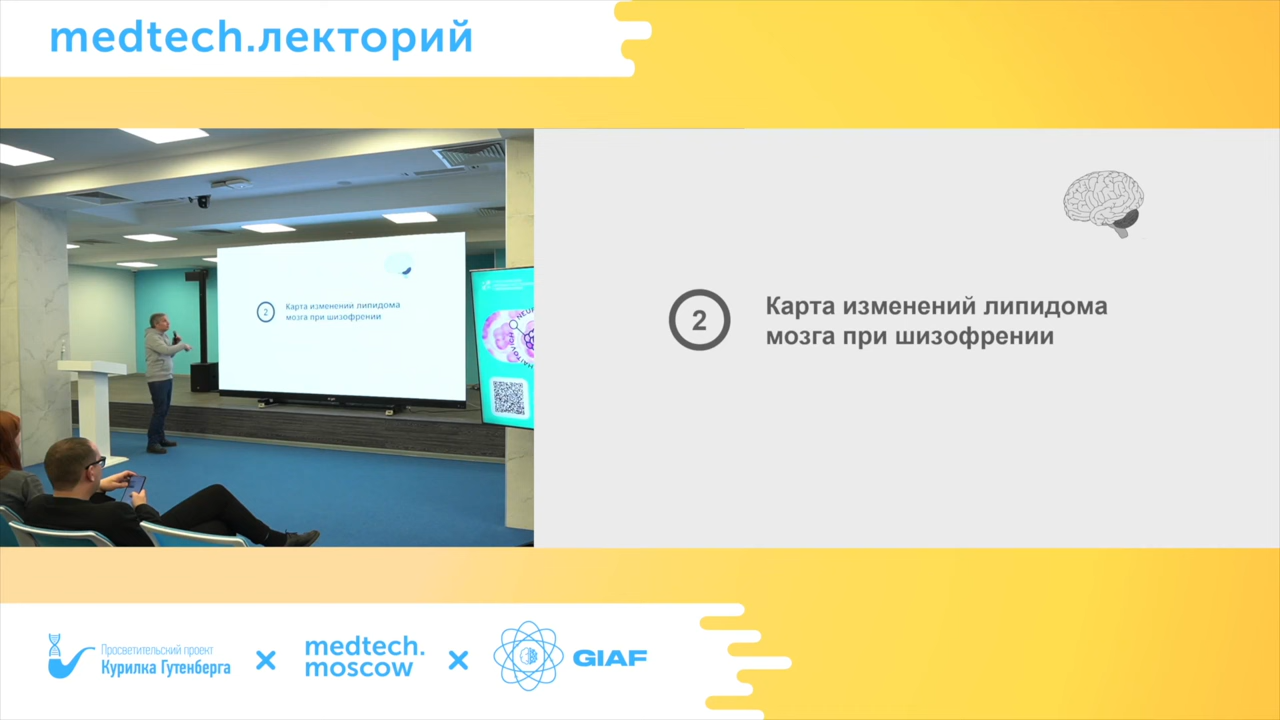 medtech.лекторий
2
Карта изменений липидома
мозга при шизофрении
2
Карта изменений липидома
мозга при шизофрении
Просветительский проект
Курилка Гутенберга
medtech.
moscow
GIAF